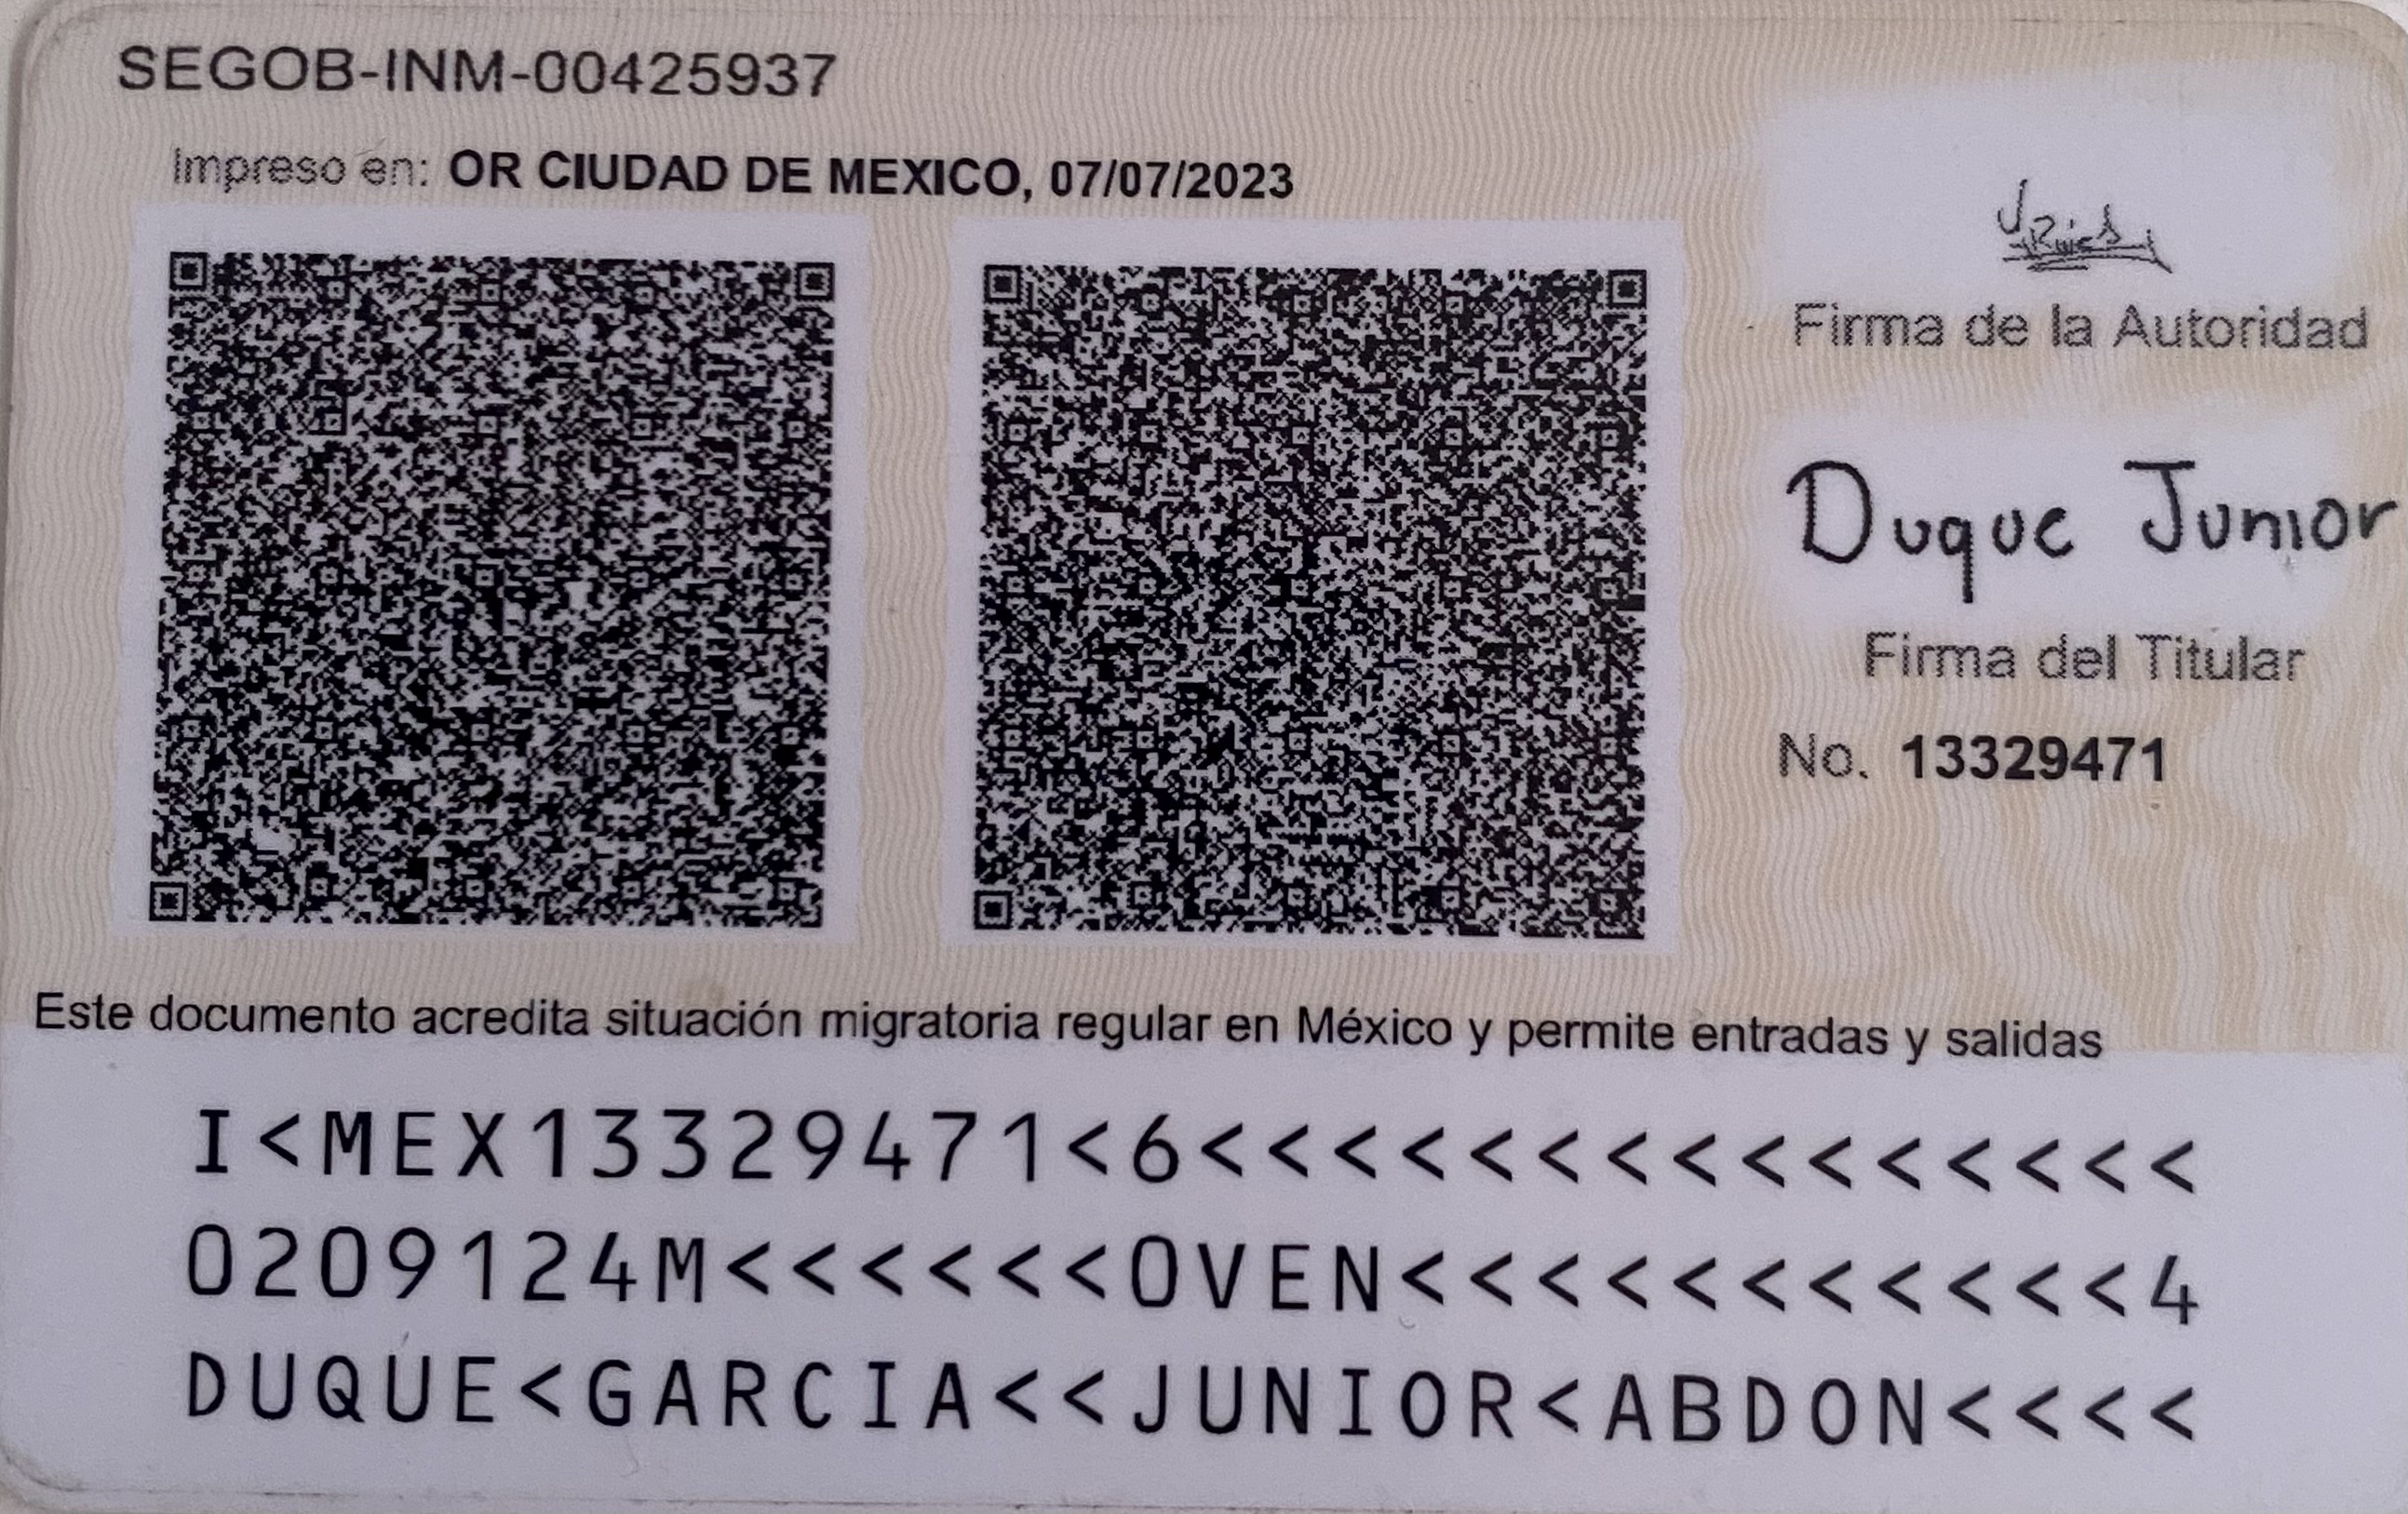 SEGOB-INM-00425937
Impreso en: OR CIUDAD DE MEXICO, 07/07/2023
Firma de la Autoridad
Duque Junior
Firma del Titular
No. 13329471
Este documento acredita situación migratoria regular en México y permite entradas y salidas
I<MEX13329471<6<<<<<<<<<<<<<<<
0209124M<<<<<<OVEN<<<<<<<<<<<4
DUQUE<GARCIA<<JUNIOR<ABDON<<<<